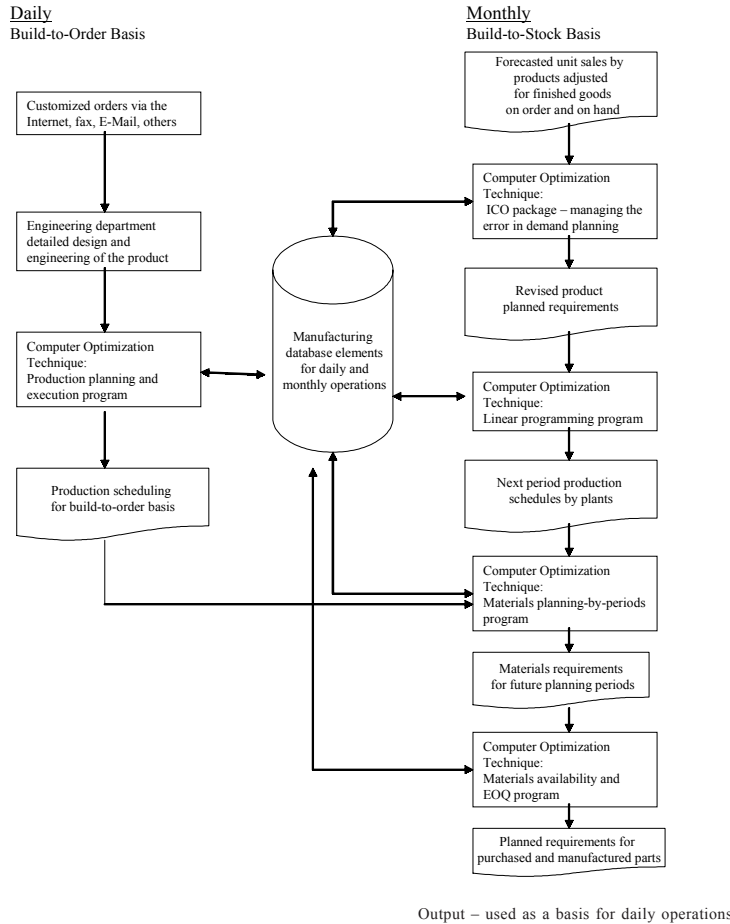 Daily
Build-to-Order Basis
Customized orders via the
Internet, fax, E-Mail, others
Engineering department
detailed design and
engineering of the product
Computer Optimization
Technique:
Production planning and
execution program
Production scheduling
for build-to-order basis
Manufacturing
database elements
for daily and
monthly operations
Monthly
Build-to-Stock Basis
Forecasted unit sales by
products adjusted
for finished goods
on order and on hand
Computer Optimization
Technique:
ICO package – managing the
error in demand planning
Revised product
planned requirements
Computer Optimization
Technique:
Linear programming program
Next period production
schedules by plants
Computer Optimization
Technique:
Materials planning-by-periods
program
Materials requirements
for future planning periods
Computer Optimization
Technique:
Materials availability and
EOQ program
Planned requirements for
purchased and manufactured parts
Output – used as a basis for daily operations